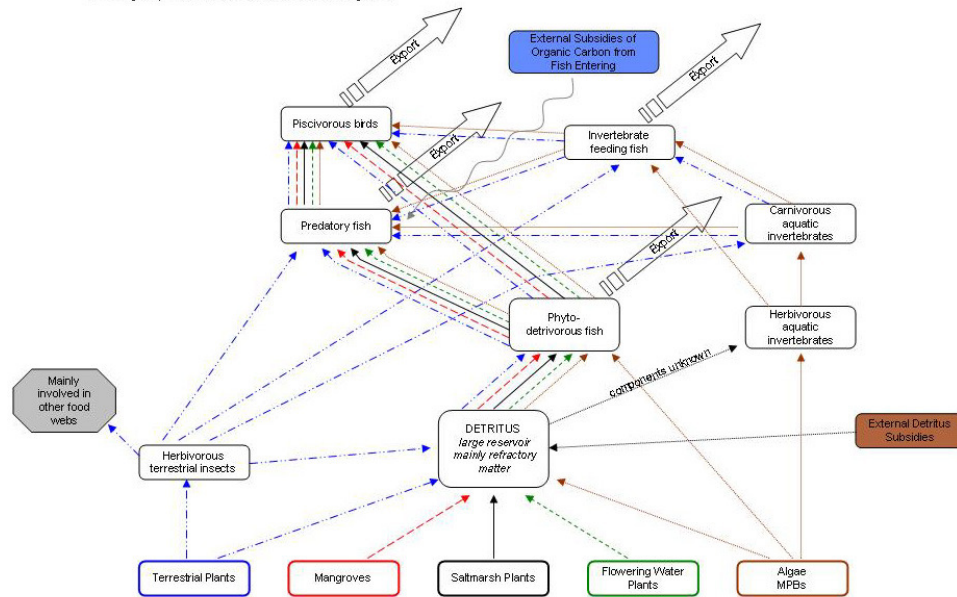 Export
Export
External Subsidies of
Organic Carbon from
Fish Entering
Piscivorous birds
Export
Invertebrate
feeding fish
Predatory fish
Carnivorous
aquatic
invertebrates
Export
Phyto-
detrivorous fish
Herbivorous
aquatic
invertebrates
components unknown
Mainly
involved in
other food
webs
DETRITUS
large reservoir
mainly refractory
matter
External Detritus
Subsidies
Herbivorous
terrestrial insects
Terrestrial Plants
Mangroves
Saltmarsh Plants
Flowering Water
Plants
Algae
MPBs